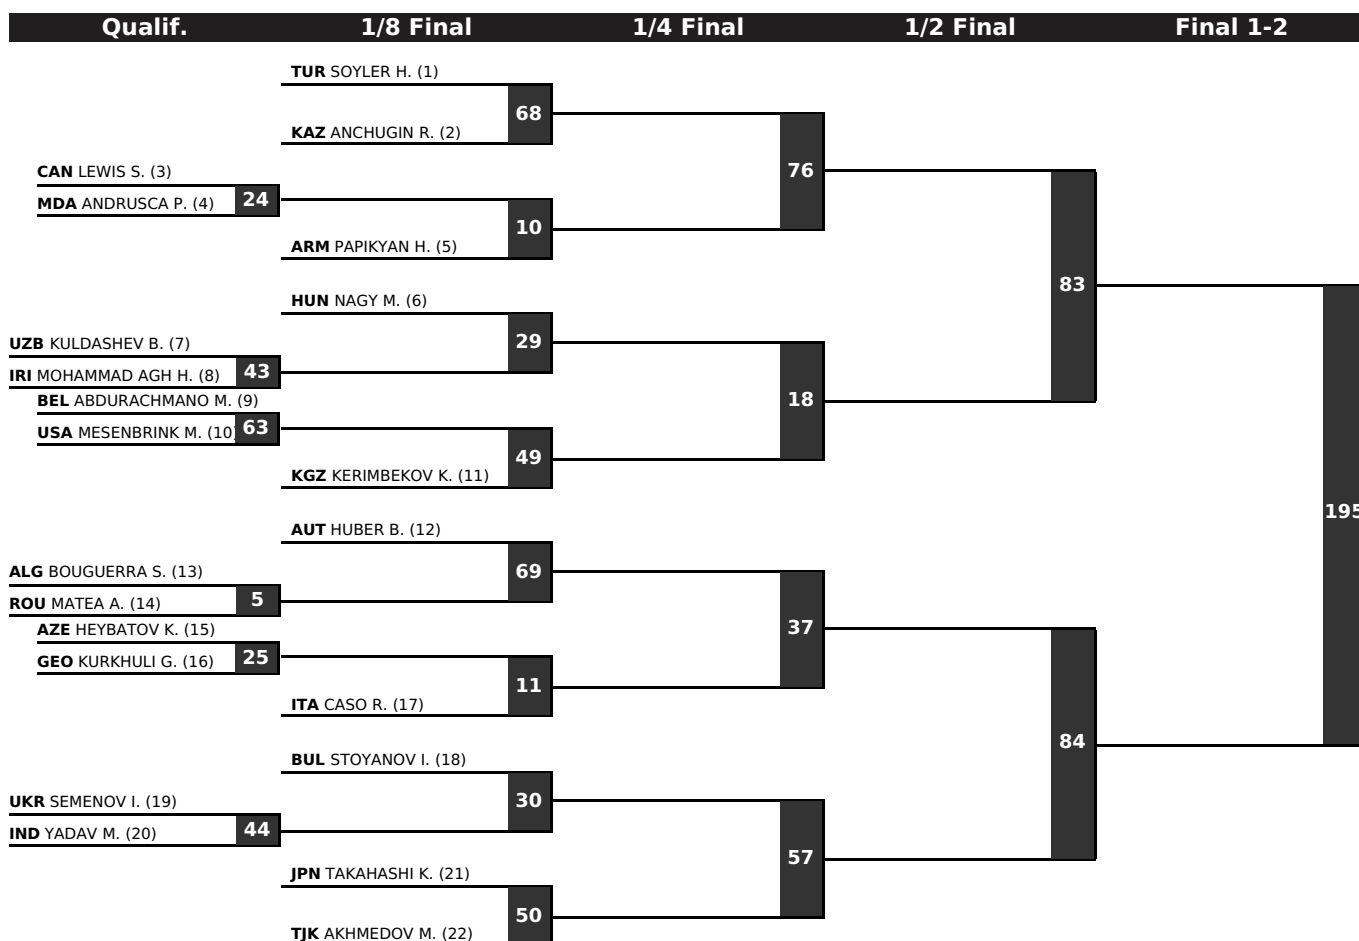 Qualif. 1/8 Final 1/4 Final 1/2 Final Final 1-2
TUR SOYLER H. (1)
68
KAZ ANCHUGIN R. (2)
CAN LEWIS S. (3)
76
MDA ANDRUSCA P. (4) 24
10
ARM PAPIKYAN H. (5)
83
HUN NAGY M. (6)
29
UZB KULDASHEV B. (7)
IRI MOHAMMAD AGH H. (8) 43
BEL ABDURACHMANO M. (9)
18
USA MESENBRINK M. (10) 63
49
KGZ KERIMBEKOV K. (11)
195
AUT HUBER B. (12)
69
ALG BOUGUERRA S. (13)
ROU MATEA A. (14) 5
AZE HEYBATOV K. (15)
37
GEO KURKHULI G. (16) 25
11
ITA CASO R. (17)
84
BUL STOYANOV I. (18)
30
UKR SEMENOV I. (19)
IND YADAV M. (20) 44
57
JPN TAKAHASHI K. (21)
50
TJK AKHMEDOV M. (22)